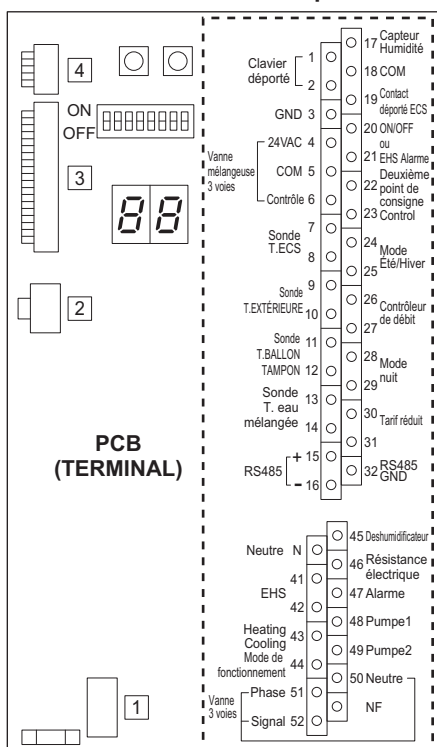 4
ON
OFF
3
88
2
PCB
(TERMINAL)
1
Clavier
déporté
1
2
GND 3
Vanne
mélangeuse
3 voies
24VAC 4
COM 5
Contrôle 6
Sonde
T.ECS
7
8
Sonde
T.EXTÉRIEURE
9
10
Sonde
T.BALLON
TAMPON
11
12
Sonde
T. eau
mélangée
13
14
RS485
+ 15
- 16
17 Capteur
Humidité
18 COM
19 Contact
déporté ECS
20 ON/OFF
ou
21 EHS Alarme
22 Deuxième
point de
consigne
23 Control
24
25
Mode
Été/Hiver
26
27
Contrôleur
de débit
28
29
Mode
nuit
30
31
Tarif réduit
32 RS485
GND
Neutre N
EHS
41
42
Heating
Cooling
43
Mode de
fonctionnement
44
Vanne
3 voies
Phase 51
Signal 52
45 Deshumidificateur
46 Résistance
électrique
47 Alarme
48 Pumpe1
49 Pumpe2
50 Neutre
NF